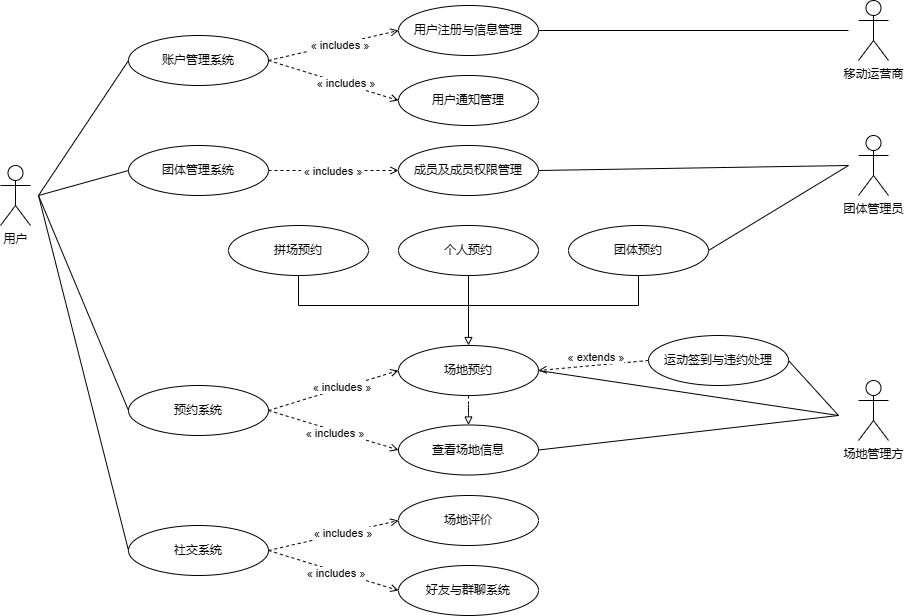 用户注册与信息管理
« includes »
账户管理系统
移动运营商
« includes »
用户通知管理
团体管理系统
« includes »
成员及成员权限管理
团体管理员
用户
拼场预约
个人预约
团体预约
« extends »
运动签到与违约处理
场地预约
« includes »
预约系统
« includes »
查看场地信息
场地管理方
场地评价
« includes »
社交系统
« includes »
好友与群聊系统